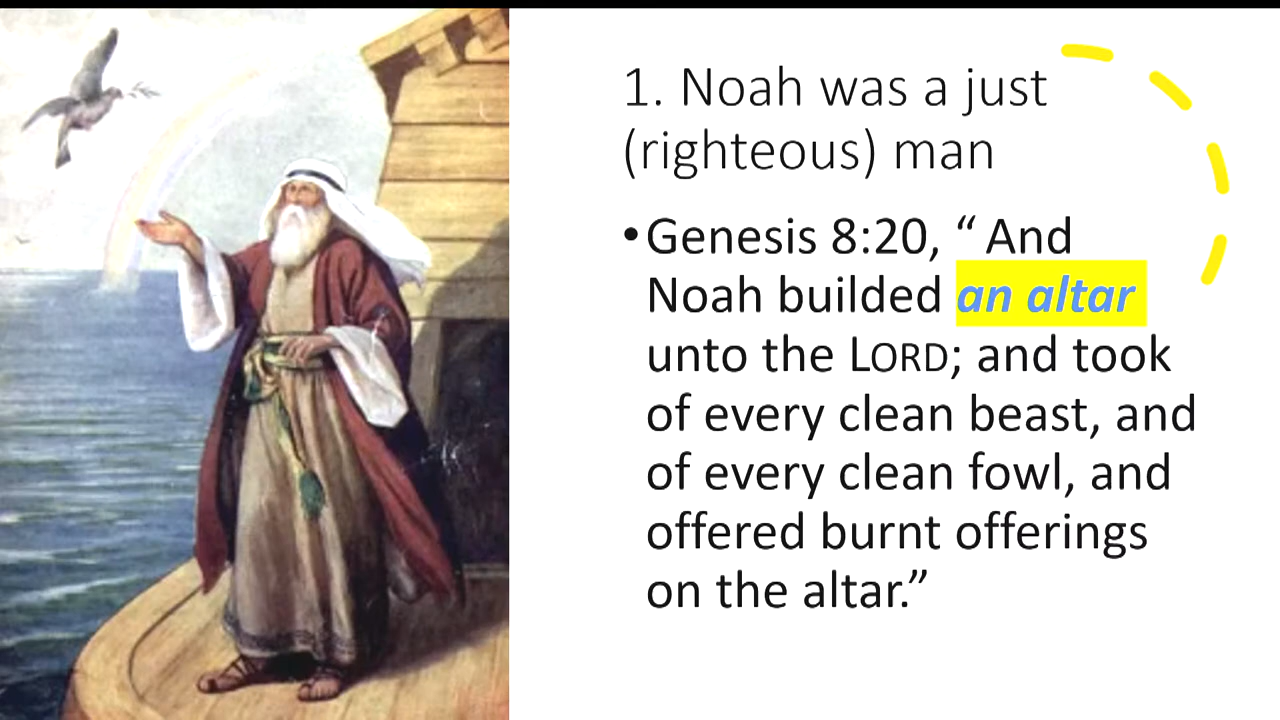 1. Noah was a just
(righteous) man
•Genesis 8:20, “ And
Noah builded an altar
unto the LORD; and took
of every clean beast, and
of every clean fowl, and
offered burnt offerings
on the altar.”